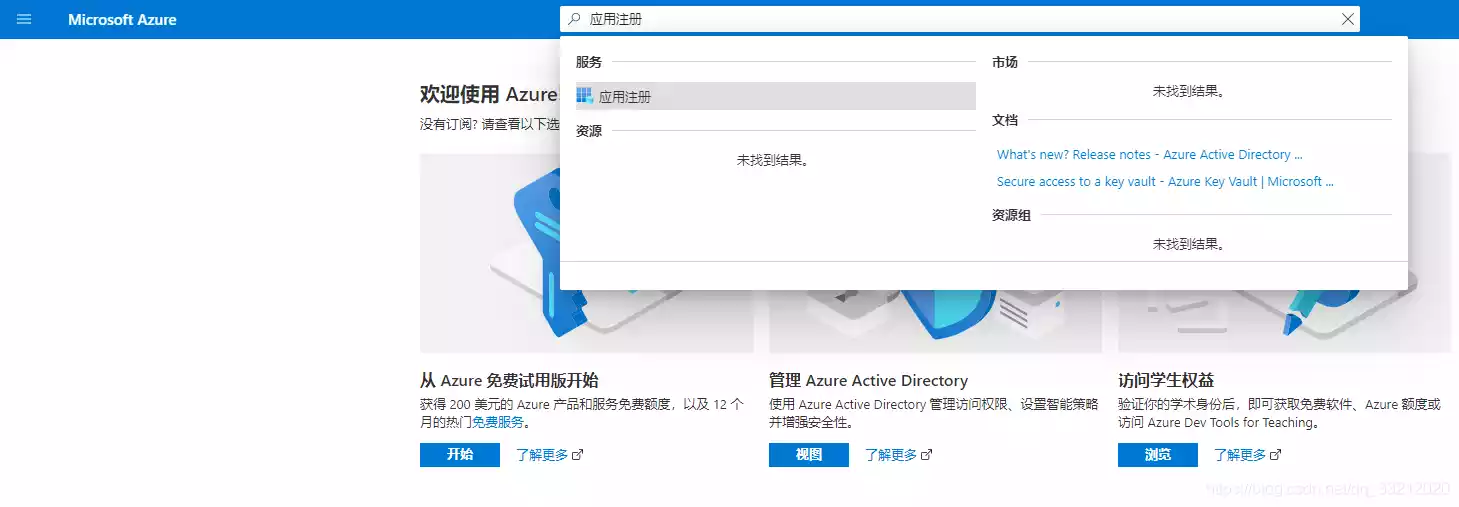 Microsoft Azure
应用注册
服务
应用注册
资源
未找到结果。
市场
未找到结果。
文档
What's new? Release notes - Azure Active Directory ...
Secure access to a key vault - Azure Key Vault | Microsoft ...
资源组
未找到结果。
欢迎使用 Azure!
没有订阅? 请查看以下选
从 Azure 免费试用版开始
获得 200 美元的 Azure 产品和服务免费额度，以及 12 个
月的热门免费服务。
开始 了解更多
管理 Azure Active Directory
使用 Azure Active Directory 管理访问权限、设置智能策略
并增强安全性。
视图 了解更多
访问学生权益
验证你的学术身份后，即可获取免费软件、Azure 额度或
访问 Azure Dev Tools for Teaching。
浏览 了解更多
https://blog.csdn.net/qq_33212020